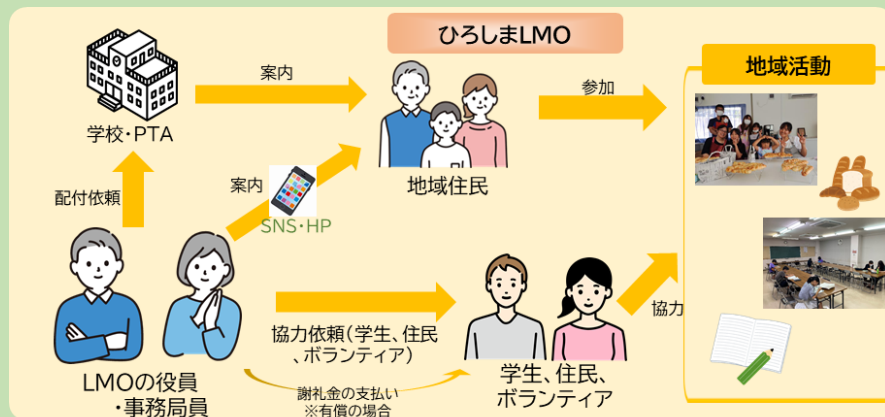 ひろしまLMO
地域活動
案内
参加
学校・PTA
地域住民
配付依頼
案内
SNS・HP
協力依頼(学生、住民
、ボランティア)
協力
LMOの役員
・事務局員
謝礼金の支払い
※有償の場合
学生、住民、
ボランティア